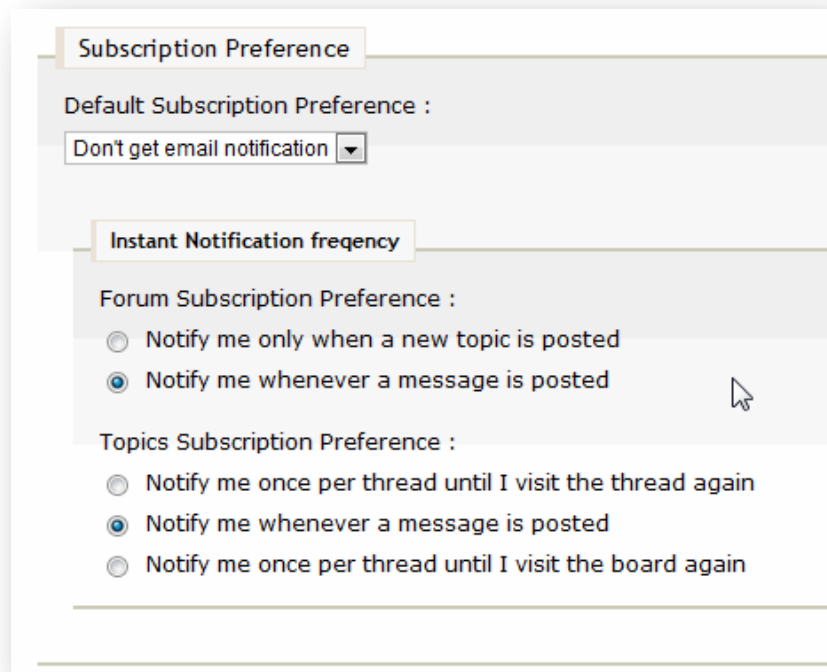 Subscription Preference
Default Subscription Preference :
Don't get email notification
Instant Notification freqency
Forum Subscription Preference :
Notify me only when a new topic is posted
Notify me whenever a message is posted
Topics Subscription Preference :
Notify me once per thread until I visit the thread again
Notify me whenever a message is posted
Notify me once per thread until I visit the board again